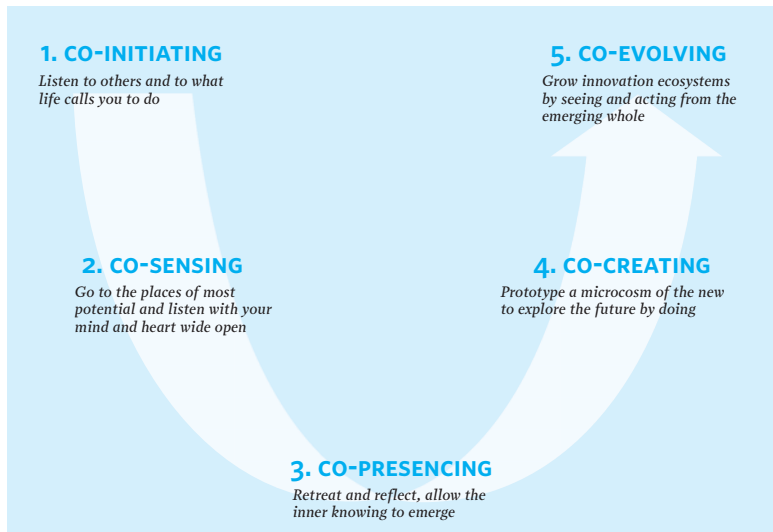 1. CO-INITIATING
Listen to others and to what
life calls you to do
2. CO-SENSING
Go to the places of most
potential and listen with your
mind and heart wide open
3. CO-PRESENCING
Retreat and reflect, allow the
inner knowing to emerge
4. CO-CREATING
Prototype a microcosm of the new
to explore the future by doing
5. CO-EVOLVING
Grow innovation ecosystems
by seeing and acting from the
emerging whole